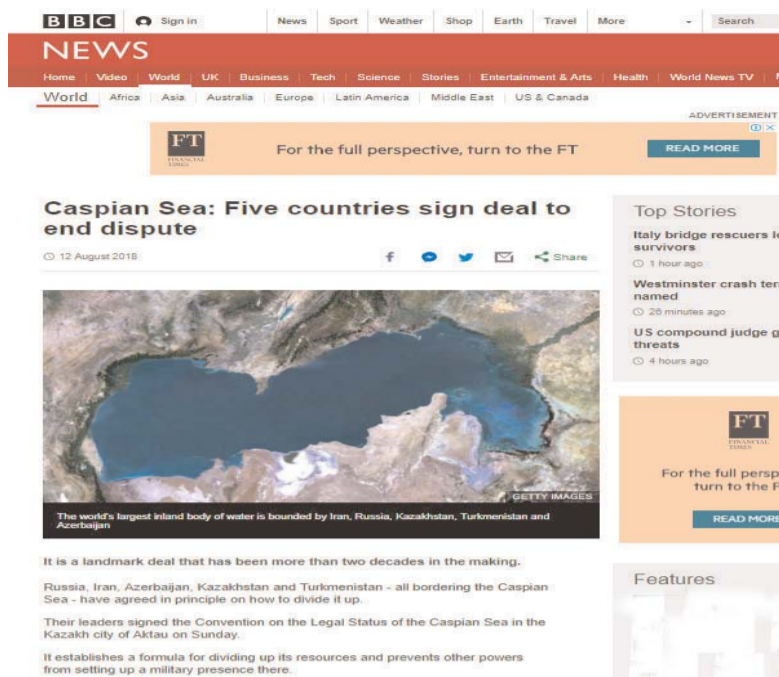 BBC Sign in News Sport Weather Shop Earth Travel More Search
NEWS
Home Video World UK Business Tech Science Stories Entertainment & Arts Health World News TV
World Africa Asia Australia Europe Latin America Middle East US & Canada
ADVERTISEMENT
FT
FINANCIAL
TIMES
For the full perspective, turn to the FT
READ MORE
Caspian Sea: Five countries sign deal to
end dispute
12 August 2018
Share
GETTY IMAGES
The world's largest inland body of water is bounded by Iran, Russia, Kazakhstan, Turkmenistan and
Azerbaijan
It is a landmark deal that has been more than two decades in the making.
Russia, Iran, Azerbaijan, Kazakhstan and Turkmenistan - all bordering the Caspian
Sea - have agreed in principle on how to divide it up.
Their leaders signed the Convention on the Legal Status of the Caspian Sea in the
Kazakh city of Aktau on Sunday.
It establishes a formula for dividing up its resources and prevents other powers
from setting up a military presence there.
Top Stories
Italy bridge rescuers
survivors
1 hour ago
Westminster crash
named
26 minutes ago
US compound judge
threats
4 hours ago
FT
FINANCIAL
TIMES
For the full
turn to the
READ MORE
Features